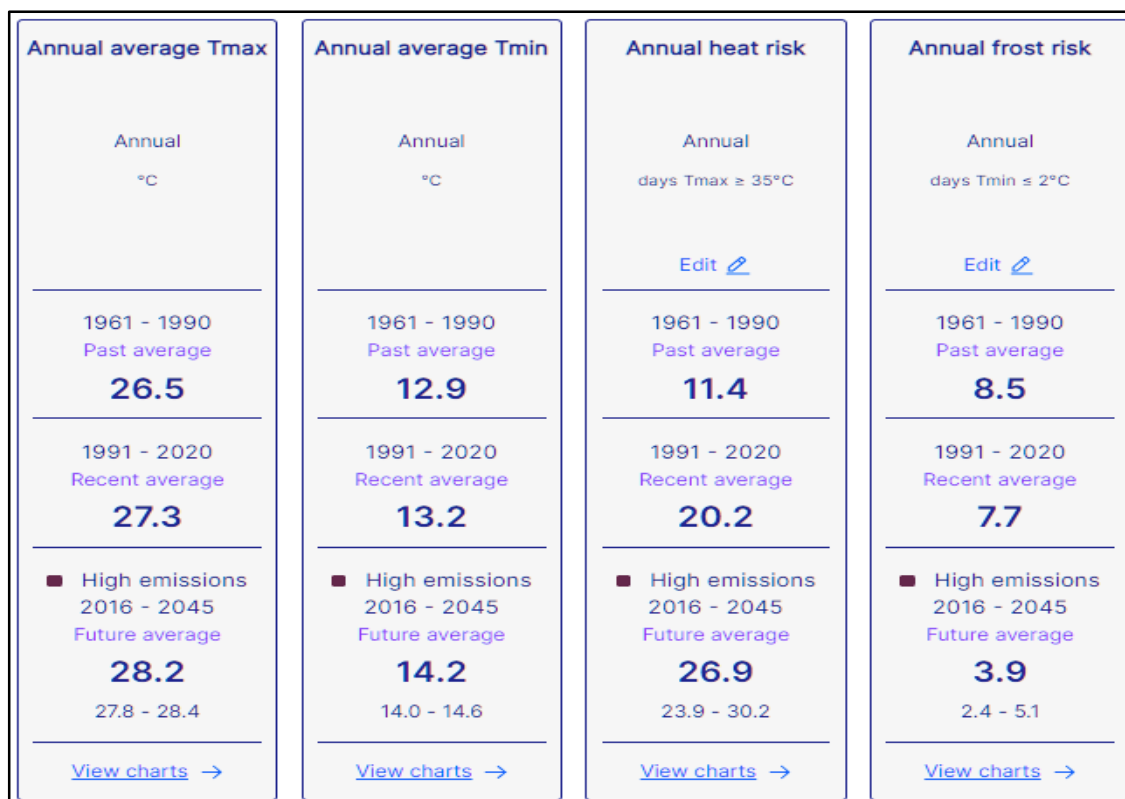 Annual average Tmax
Annual
°C
1961 - 1990
Past average
26.5
1991 - 2020
Recent average
27.3
High emissions
2016 - 2045
Future average
28.2
27.8 - 28.4
View charts →
Annual average Tmin
Annual
°C
1961 - 1990
Past average
12.9
1991 - 2020
Recent average
13.2
High emissions
2016 - 2045
Future average
14.2
14.0 - 14.6
View charts →
Annual heat risk
Annual
days Tmax ≥ 35°C
Edit
1961 - 1990
Past average
11.4
1991 - 2020
Recent average
20.2
High emissions
2016 - 2045
Future average
26.9
23.9 - 30.2
View charts →
Annual frost risk
Annual
days Tmin ≤ 2°C
Edit
1961 - 1990
Past average
8.5
1991 - 2020
Recent average
7.7
High emissions
2016 - 2045
Future average
3.9
2.4 - 5.1
View charts →